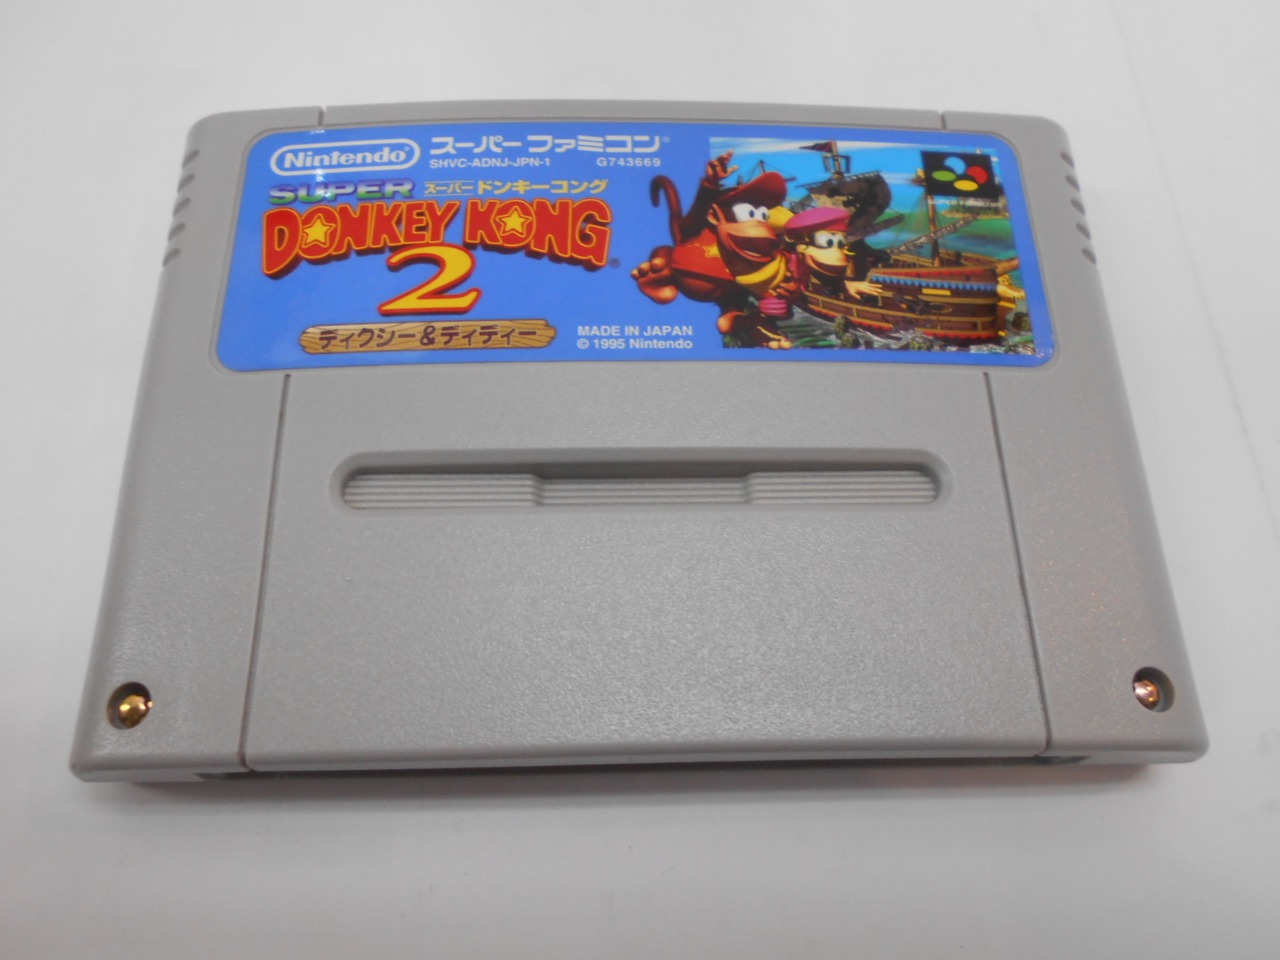 Nintendo
スーパーファミコン
SHVC-ADNJ-JPN-1 G743669
SUPER スーパー ドンキーコング
DONKEY KONG
2
ディクシー&ディディー
MADE IN JAPAN
© 1995 Nintendo
SUPER FAMICOM